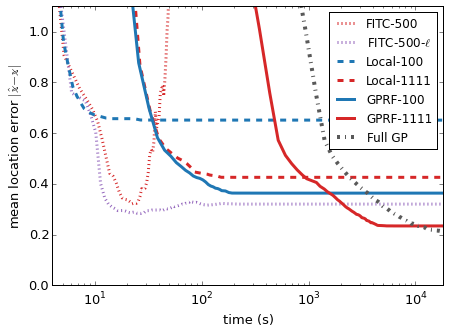 FITC-500
FITC-500-ℓ
Local-100
Local-1111
GPRF-100
GPRF-1111
Full GP
mean location error |x̂−x|
1.0
0.8
0.6
0.4
0.2
0.0
10¹ 10² 10³ 10⁴
time (s)